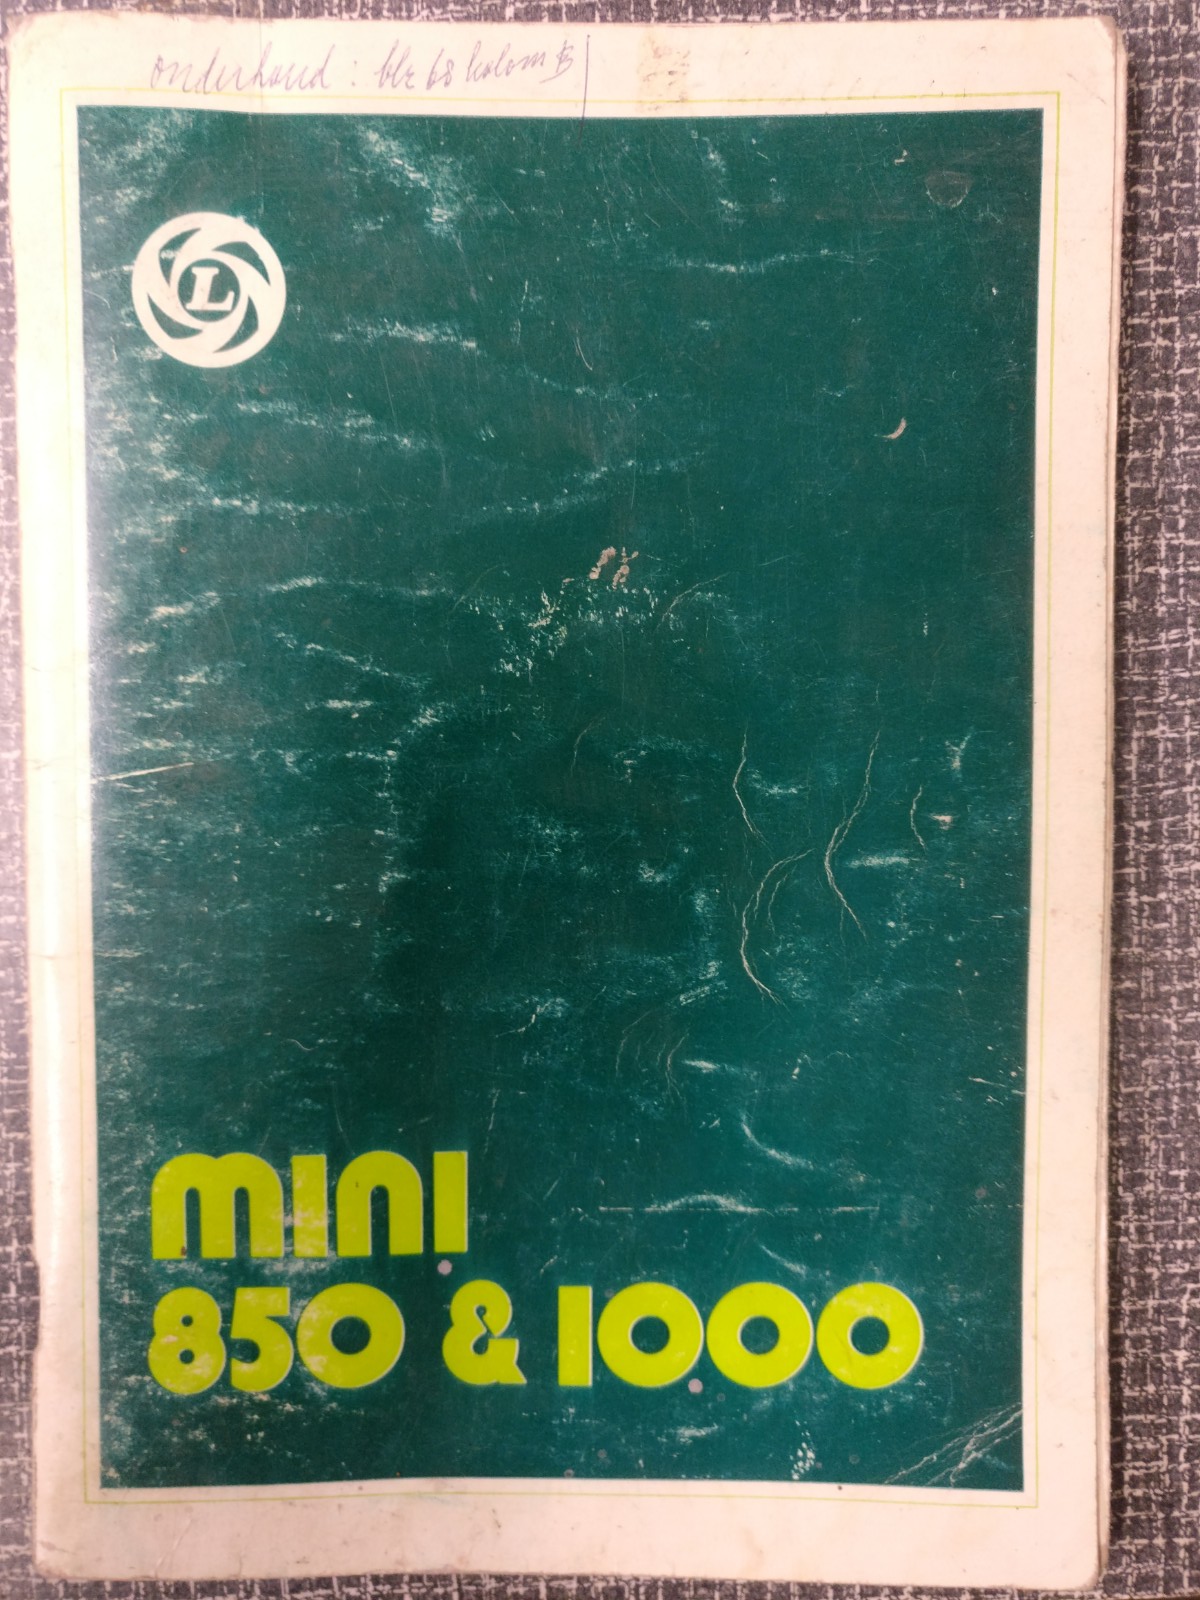 onderhoud : blz 68 kolom B
L
mini
850 & 1000